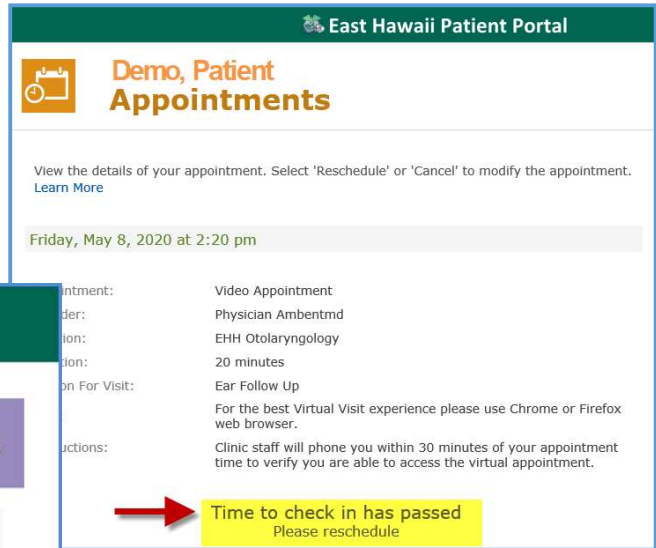 East Hawaii Patient Portal
Demo, Patient
Appointments
View the details of your appointment. Select 'Reschedule' or 'Cancel' to modify the appointment.
Learn More
Friday, May 8, 2020 at 2:20 pm
Video Appointment
Physician Ambentmd
EHH Otolaryngology
20 minutes
For Visit: Ear Follow Up
For the best Virtual Visit experience please use Chrome or Firefox
web browser.
Clinic staff will phone you within 30 minutes of your appointment
time to verify you are able to access the virtual appointment.
Time to check in has passed
Please reschedule